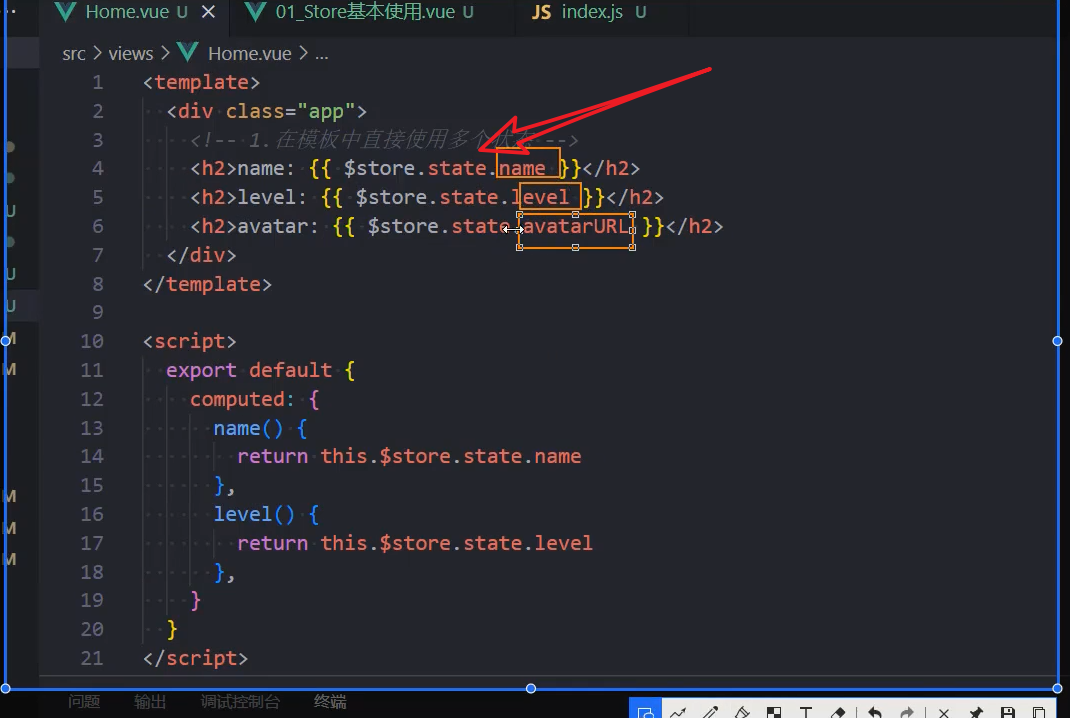 Home.vue U
01_Store基本使用.vue U
JS index.js U
src > views > Home.vue > ...
1 <template>
2 <div class="app">
3 <!-- 1.在模板中直接使用多个状态 -->
4 <h2>name: {{ $store.state.name }}</h2>
5 <h2>level: {{ $store.state.level }}</h2>
6 <h2>avatar: {{ $store.state.avatarURL }}</h2>
7 </div>
8 </template>
9
10 <script>
11 export default {
12 computed: {
13 name() {
14 return this.$store.state.name
15 },
16 level() {
17 return this.$store.state.level
18 },
19 }
20 }
21 </script>
U
U
U
M
M
M
M
M
问题 输出 调试控制台 终端